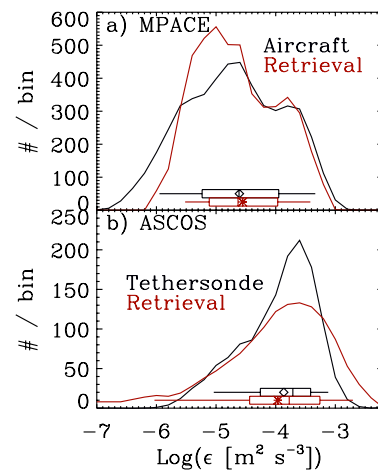 600
a) MPACE
500
Aircraft
Retrieval
400
300
200
100
0
# / bin
250
b) ASCOS
200
Tethersonde
Retrieval
150
100
50
0
# / bin
-7 -6 -5 -4 -3 -2
Log(ϵ [m² s⁻³])